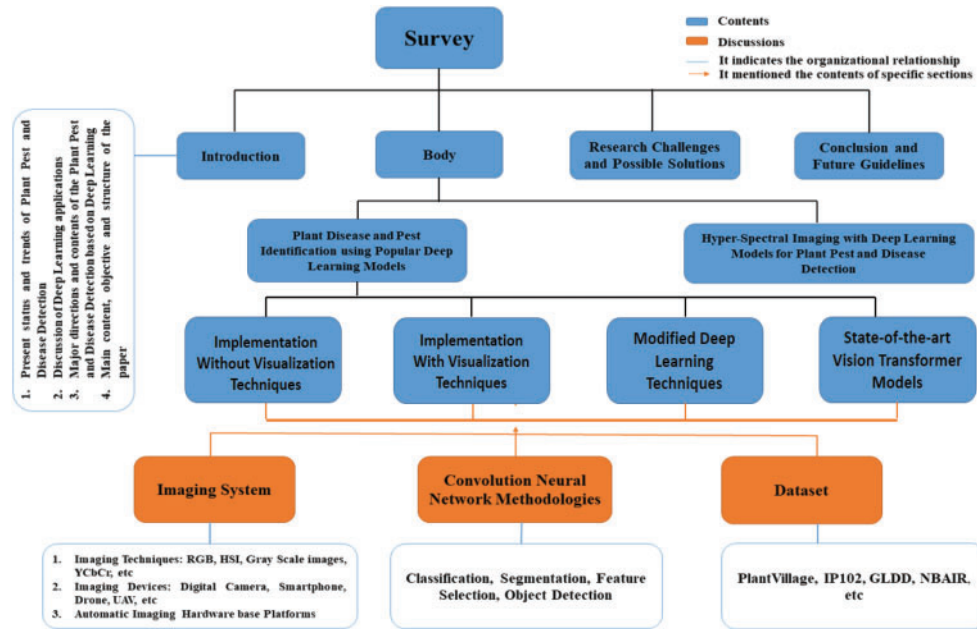 Survey
Contents
Discussions
It indicates the organizational relationship
It mentioned the contents of specific sections
1. Present status and trends of Plant Pest and
Disease Detection
2. Discussion of Deep Learning applications
3. Major directions and contents of the Plant Pest
and Disease Detection based on Deep Learning
4. Main content, objective and structure of the
paper
Introduction
Body
Research Challenges
and Possible Solutions
Conclusion and
Future Guidelines
Plant Disease and Pest
Identification using Popular Deep
Learning Models
Hyper-Spectral Imaging with Deep Learning
Models for Plant Pest and Disease
Detection
Implementation
Without Visualization
Techniques
Implementation
With Visualization
Techniques
Modified Deep
Learning
Techniques
State-of-the-art
Vision Transformer
Models
Imaging System
Convolution Neural
Network Methodologies
Dataset
1. Imaging Techniques: RGB, HSI, Gray Scale images,
YCbCr, etc
2. Imaging Devices: Digital Camera, Smartphone,
Drone, UAV, etc
3. Automatic Imaging Hardware base Platforms
Classification, Segmentation, Feature
Selection, Object Detection
PlantVillage, IP102, GLDD, NBAIR,
etc